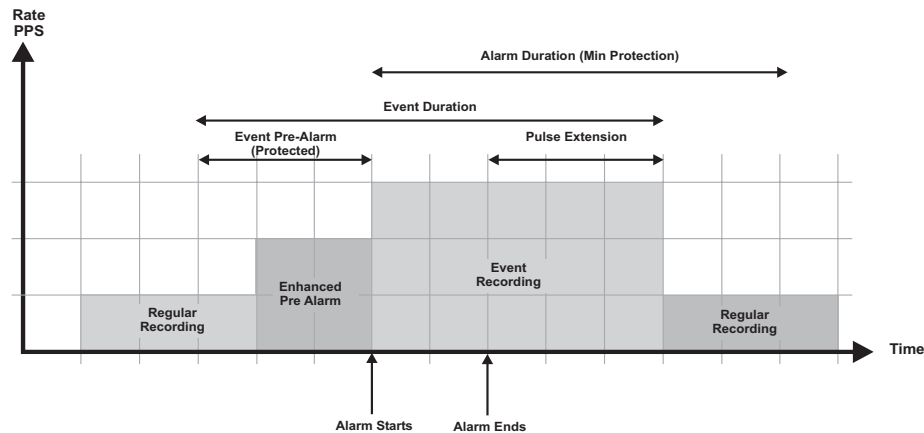 Rate
PPS
Alarm Duration (Min Protection)
Event Duration
Event Pre-Alarm
(Protected)
Pulse Extension
Enhanced
Pre Alarm
Event
Recording
Regular
Recording
Regular
Recording
Time
Alarm Starts
Alarm Ends